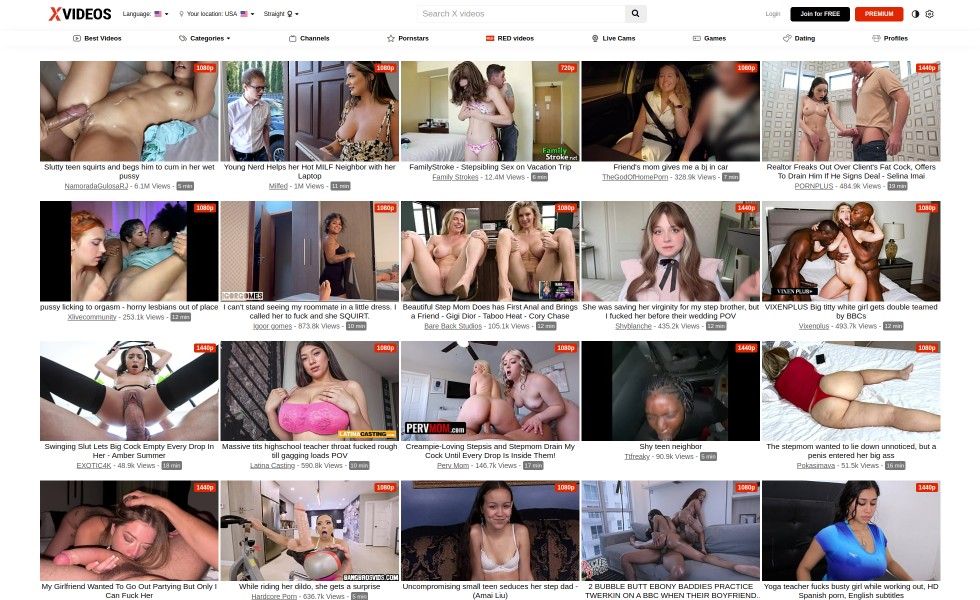 XVIDEOS
Language:
Your location: USA
Straight
Search X videos
Login
Join for FREE
PREMIUM
Best Videos
Categories
Channels
Pornstars
RED videos
Live Cams
Games
Dating
Profiles
1080p
1080p
720p
1080p
1440p
Family
Stroke.net
Slutty teen squirts and begs him to cum in her wet
pussy
NamoradaGulosaRJ - 6.1M Views - 5 min
Young Nerd Helps her Hot MILF Neighbor with her
Laptop
Milfed - 1M Views - 11 min
FamilyStroke - Stepsibling Sex on Vacation Trip
Family Strokes - 12.4M Views - 6 min
Friend's mom gives me a bj in car
TheGodOfHomePorn - 328.9k Views - 7 min
Realtor Freaks Out Over Client's Fat Cock, Offers
To Drain Him If He Signs Deal - Selina Imai
PORNPLUS - 484.9k Views - 19 min
1080p
1080p
1080p
1440p
1080p
VIXEN PLUS+
pussy licking to orgasm - horny lesbians out of place
Xlivecommunity - 253.1k Views - 12 min
I can't stand seeing my roommate in a little dress. I
called her to fuck and she SQUIRT.
Igoor gomes - 873.8k Views - 10 min
Beautiful Step Mom Does has First Anal and Brings
a Friend - Gigi Dior - Taboo Heat - Cory Chase
Bare Back Studios - 105.1k Views - 12 min
She was saving her virginity for my step brother, but
I fucked her before their wedding POV
Shyblanche - 435.2k Views - 12 min
VIXENPLUS Big titty white girl gets double teamed
by BBCs
Vixenplus - 493.7k Views - 12 min
1440p
1080p
1080p
1440p
1080p
LATINACASTING
PERVMOM.com
Swinging Slut Lets Big Cock Empty Every Drop In
Her - Amber Summer
EXOTIC4K - 48.9k Views - 18 min
Massive tits highschool teacher throat fucked rough
till gagging loads POV
Latina Casting - 590.8k Views - 10 min
Creampie-Loving Stepsis and Stepmom Drain My
Cock Until Every Drop Is Inside Them!
Perv Mom - 146.7k Views - 17 min
Shy teen neighbor
Ttfreaky - 90.9k Views - 5 min
The stepmom wanted to lie down unnoticed, but a
penis entered her big ass
Pokasimava - 51.5k Views - 16 min
1440p
1080p
1080p
1080p
1440p
BANGBROSVIDS.COM
My Girlfriend Wanted To Go Out Partying But Only I
Can Fuck Her
While riding her dildo, she gets a surprise
Hardcore Porn - 636.7k Views - 5 min
Uncompromising small teen seduces her step dad -
(Amai Liu)
2 BUBBLE BUTT EBONY BADDIES PRACTICE
TWERKIN ON A BBC WHEN THEIR BOYFRIEND..
Yoga teacher fucks busty girl while working out, HD
Spanish porn, English subtitles